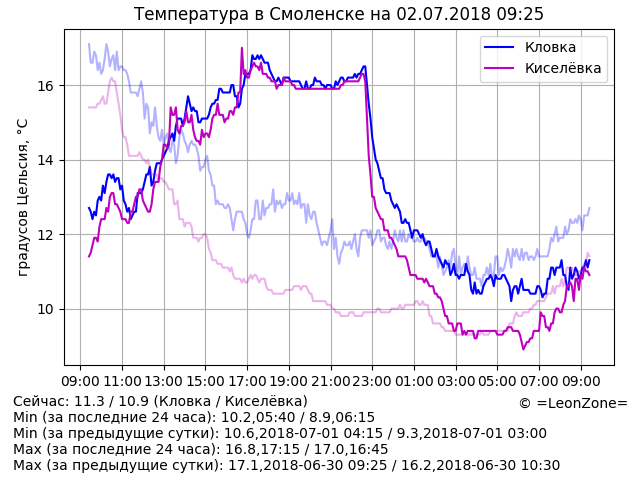 Температура в Смоленске на 02.07.2018 09:25
Кловка
Киселёвка
градусов Цельсия, °C
16
14
12
10
09:00 11:00 13:00 15:00 17:00 19:00 21:00 23:00 01:00 03:00 05:00 07:00 09:00
Сейчас: 11.3 / 10.9 (Кловка / Киселёвка)
© =LeonZone=
Min (за последние 24 часа): 10.2,05:40 / 8.9,06:15
Min (за предыдущие сутки): 10.6,2018-07-01 04:15 / 9.3,2018-07-01 03:00
Max (за последние 24 часа): 16.8,17:15 / 17.0,16:45
Max (за предыдущие сутки): 17.1,2018-06-30 09:25 / 16.2,2018-06-30 10:30